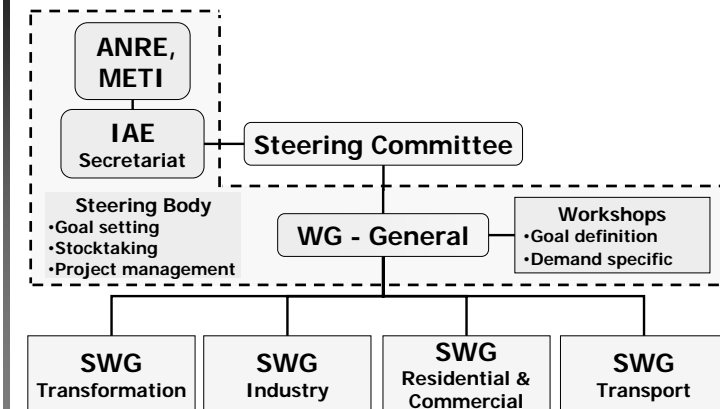 ANRE,
METI
IAE
Secretariat
Steering Committee
Steering Body
•Goal setting
•Stocktaking
•Project management
WG - General
Workshops
•Goal definition
•Demand specific
SWG
Transformation
SWG
Industry
SWG
Residential &
Commercial
SWG
Transport